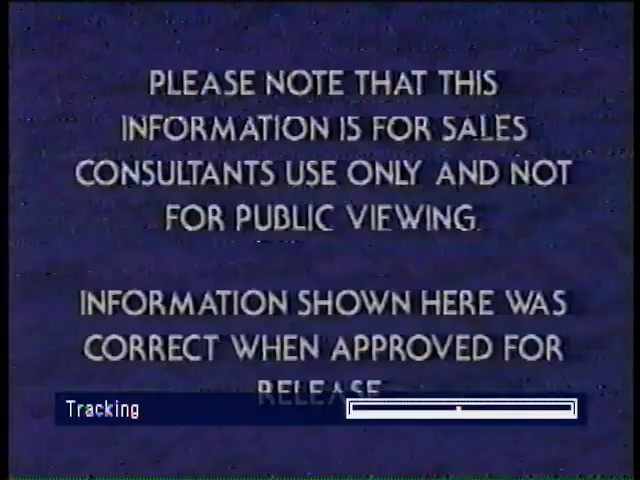 PLEASE NOTE THAT THIS
INFORMATION IS FOR SALES
CONSULTANTS USE ONLY AND NOT
FOR PUBLIC VIEWING.
INFORMATION SHOWN HERE WAS
CORRECT WHEN APPROVED FOR
RELEASE
Tracking